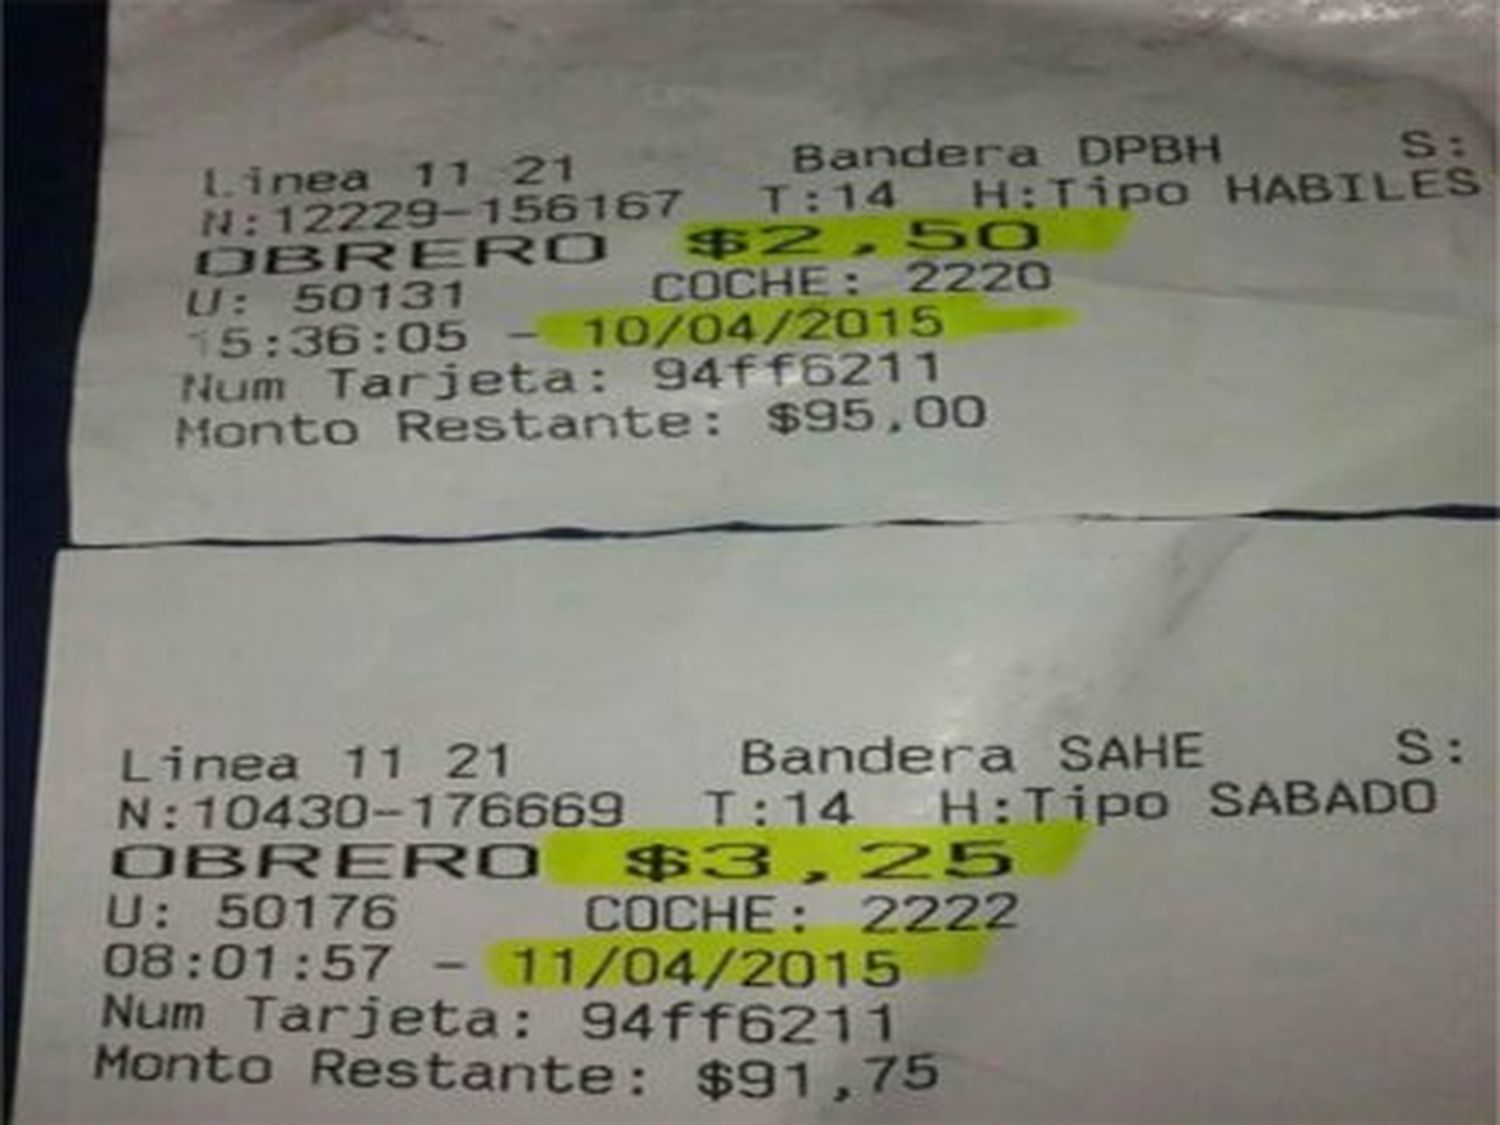 Linea 11 21 Bandera DPBH S:
N:12229-156167 T:14 H:Tipo HABILES
OBRERO $2,50
U: 50131 COCHE: 2220
15:36:05 - 10/04/2015
Num Tarjeta: 94ff6211
Monto Restante: $95,00
Linea 11 21 Bandera SAHE S:
N:10430-176669 T:14 H:Tipo SABADO
OBRERO $3,25
U: 50176 COCHE: 2222
08:01:57 - 11/04/2015
Num Tarjeta: 94ff6211
Monto Restante: $91,75